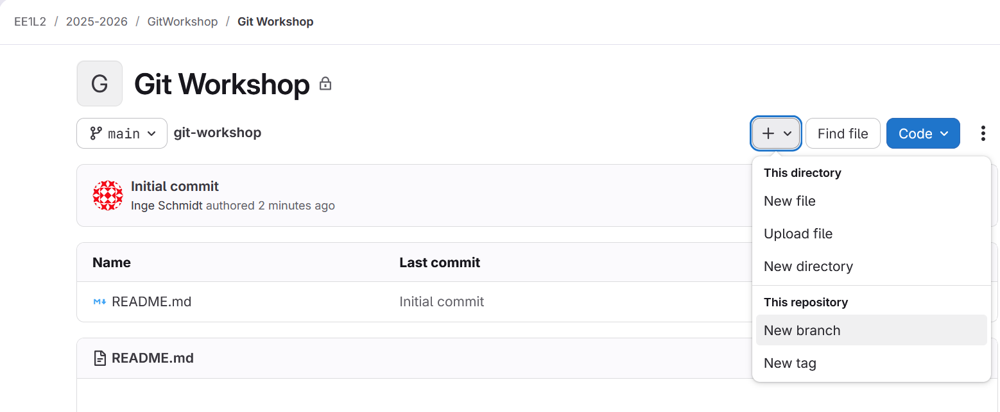 EE1L2 / 2025-2026 / GitWorkshop / Git Workshop
G
Git Workshop
main
git-workshop
Find file
Code
This directory
New file
Upload file
New directory
This repository
New branch
New tag
Initial commit
Inge Schmidt authored 2 minutes ago
Name Last commit
M README.md Initial commit
README.md